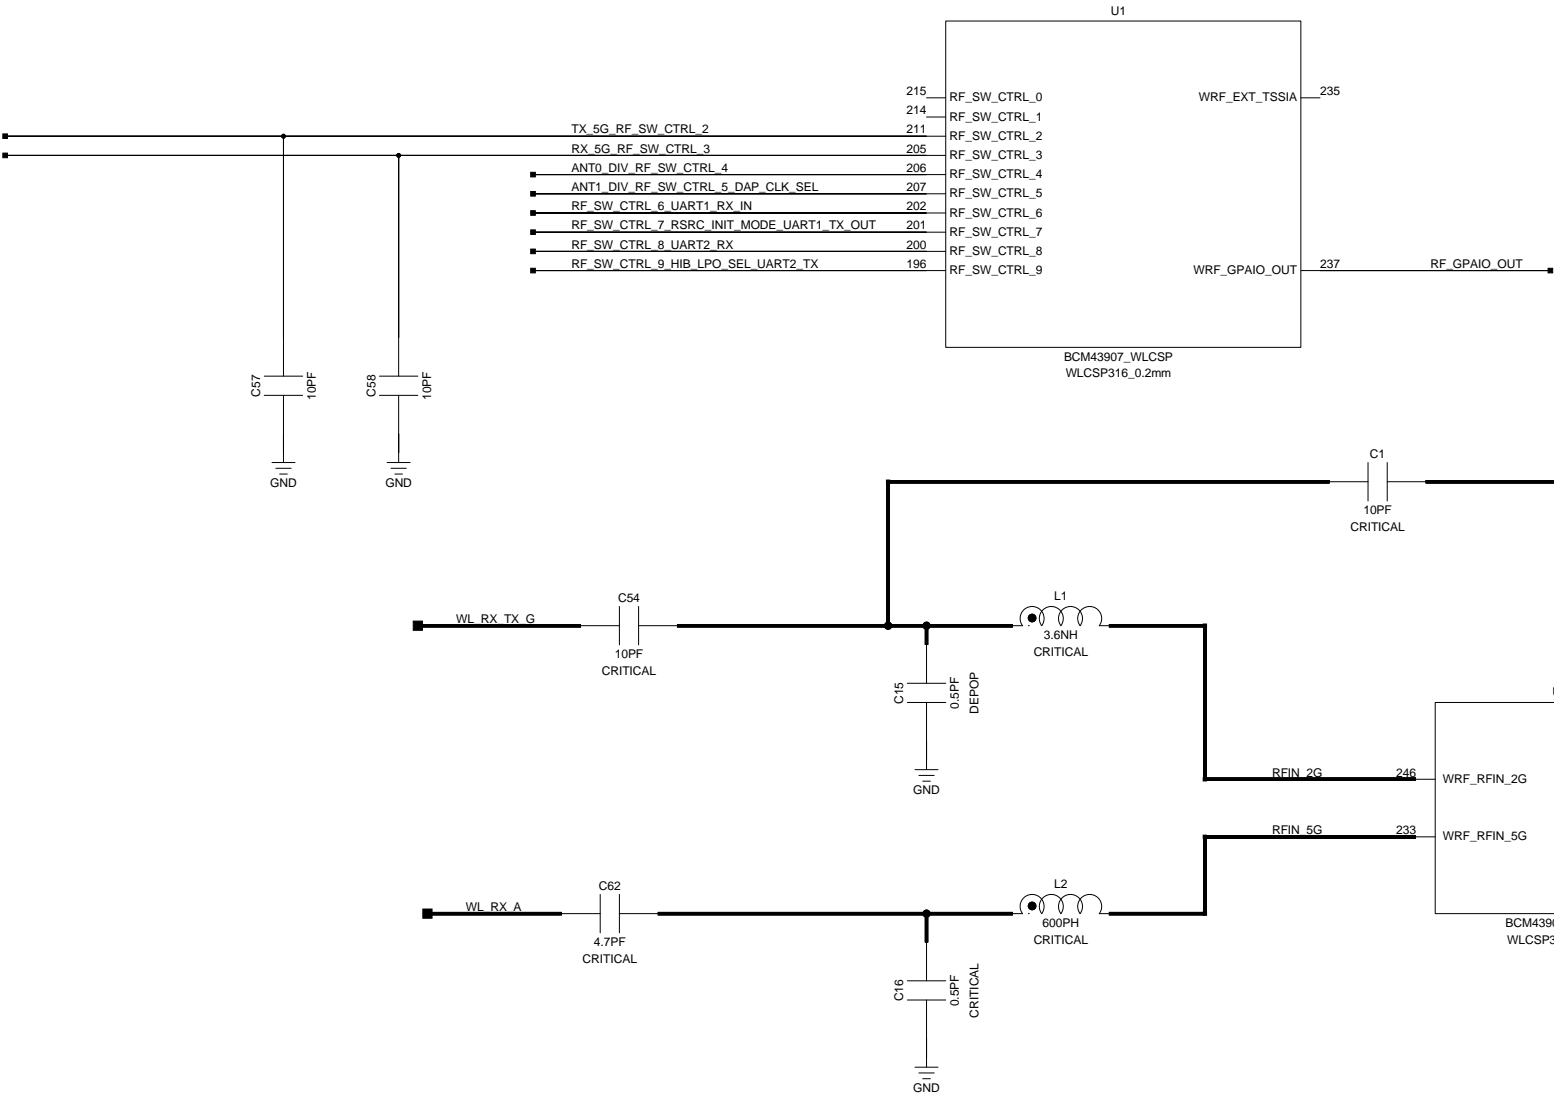 U1
215 RF_SW_CTRL_0 WRF_EXT_TSSIA 235
214 RF_SW_CTRL_1
TX_5G_RF_SW_CTRL_2 211 RF_SW_CTRL_2
RX_5G_RF_SW_CTRL_3 205 RF_SW_CTRL_3
ANT0_DIV_RF_SW_CTRL_4 206 RF_SW_CTRL_4
ANT1_DIV_RF_SW_CTRL_5_DAP_CLK_SEL 207 RF_SW_CTRL_5
RF_SW_CTRL_6_UART1_RX_IN 202 RF_SW_CTRL_6
RF_SW_CTRL_7_RSRC_INIT_MODE_UART1_TX_OUT 201 RF_SW_CTRL_7
RF_SW_CTRL_8_UART2_RX 200 RF_SW_CTRL_8
RF_SW_CTRL_9_HIB_LPO_SEL_UART2_TX 196 RF_SW_CTRL_9 WRF_GPAIO_OUT 237 RF_GPAIO_OUT
BCM43907_WLCSP
WLCSP316_0.2mm
C57 10PF
C58 10PF
GND
GND
C1
10PF
CRITICAL
WL_RX_TX_G
C54
10PF
CRITICAL
L1
3.6NH
CRITICAL
C15 0.5PF DEPOP
GND
RFIN_2G 246 WRF_RFIN_2G
RFIN_5G 233 WRF_RFIN_5G
WL_RX_A
C62
4.7PF
CRITICAL
L2
600PH
CRITICAL
BCM439
WLCSP3
C16 0.5PF CRITICAL
GND